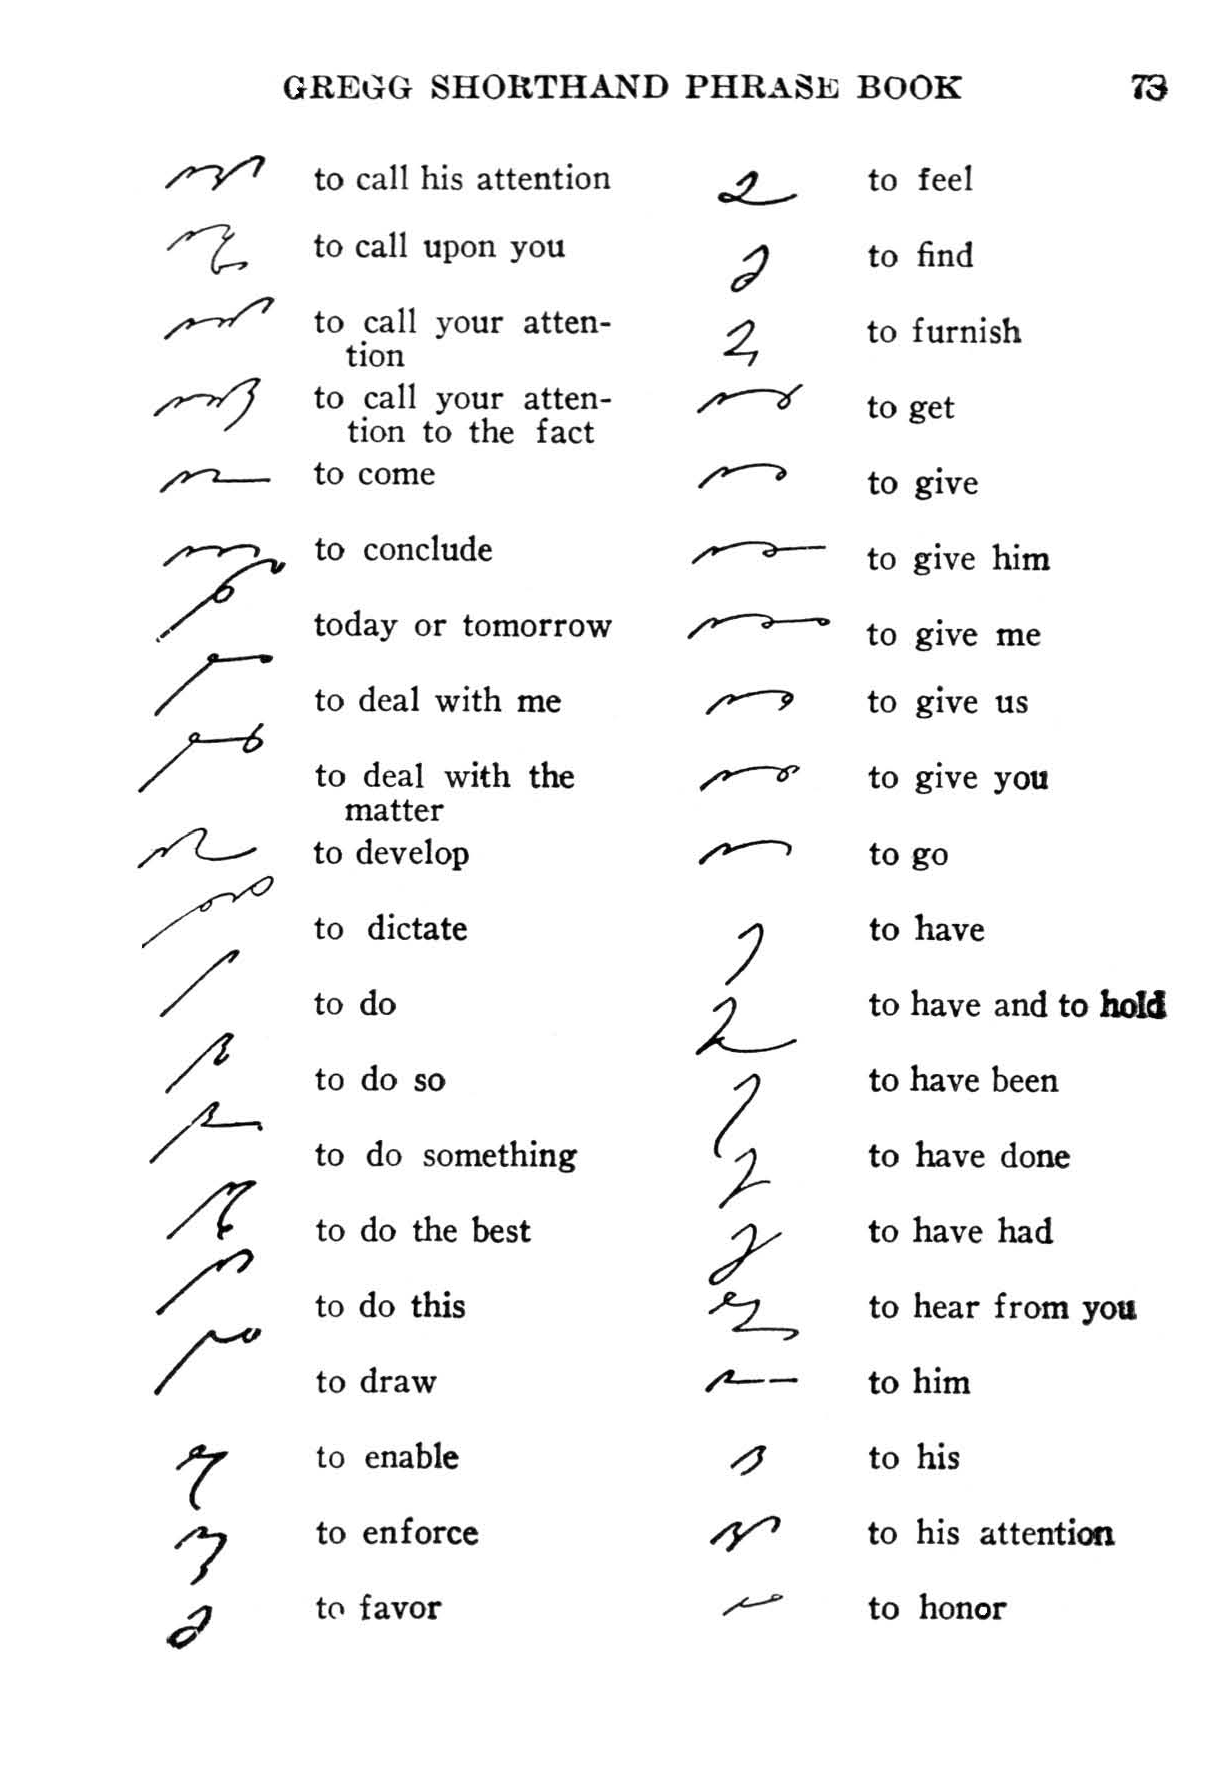 GREGG SHORTHAND PHRASE BOOK 73
to call his attention
to call upon you
to call your atten-
tion
to call your atten-
tion to the fact
to come
to conclude
today or tomorrow
to deal with me
to deal with the
matter
to develop
to dictate
to do
to do so
to do something
to do the best
to do this
to draw
to enable
to enforce
to favor
to feel
to find
to furnish
to get
to give
to give him
to give me
to give us
to give you
to go
to have
to have and to hold
to have been
to have done
to have had
to hear from you
to him
to his
to his attention
to honor